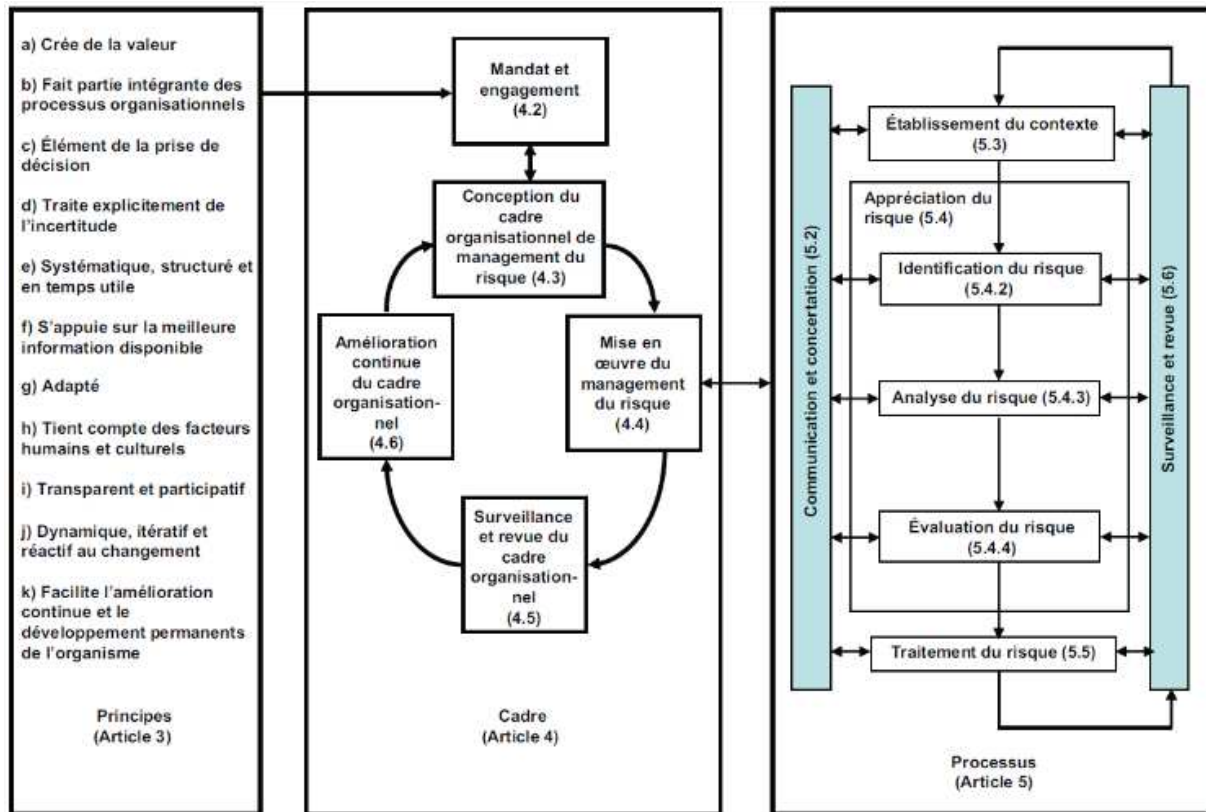 a) Crée de la valeur
b) Fait partie intégrante des
processus organisationnels
c) Élément de la prise de
décision
d) Traite explicitement de
l'incertitude
e) Systématique, structuré et
en temps utile
f) S'appuie sur la meilleure
information disponible
g) Adapté
h) Tient compte des facteurs
humains et culturels
i) Transparent et participatif
j) Dynamique, itératif et
réactif au changement
k) Facilite l'amélioration
continue et le
développement permanents
de l'organisme
Principes
(Article 3)
Mandat et
engagement
(4.2)
Conception du
cadre
organisationnel de
management du
risque (4.3)
Mise en
œuvre du
management
du risque
(4.4)
Surveillance
et revue du
cadre
organisation-
nel
(4.5)
Amélioration
continue
du cadre
organisation-
nel
(4.6)
Cadre
(Article 4)
Communication et concertation (5.2)
Établissement du contexte
(5.3)
Appréciation du
risque (5.4)
Identification du risque
(5.4.2)
Analyse du risque (5.4.3)
Évaluation du risque
(5.4.4)
Traitement du risque (5.5)
Surveillance et revue (5.6)
Processus
(Article 5)